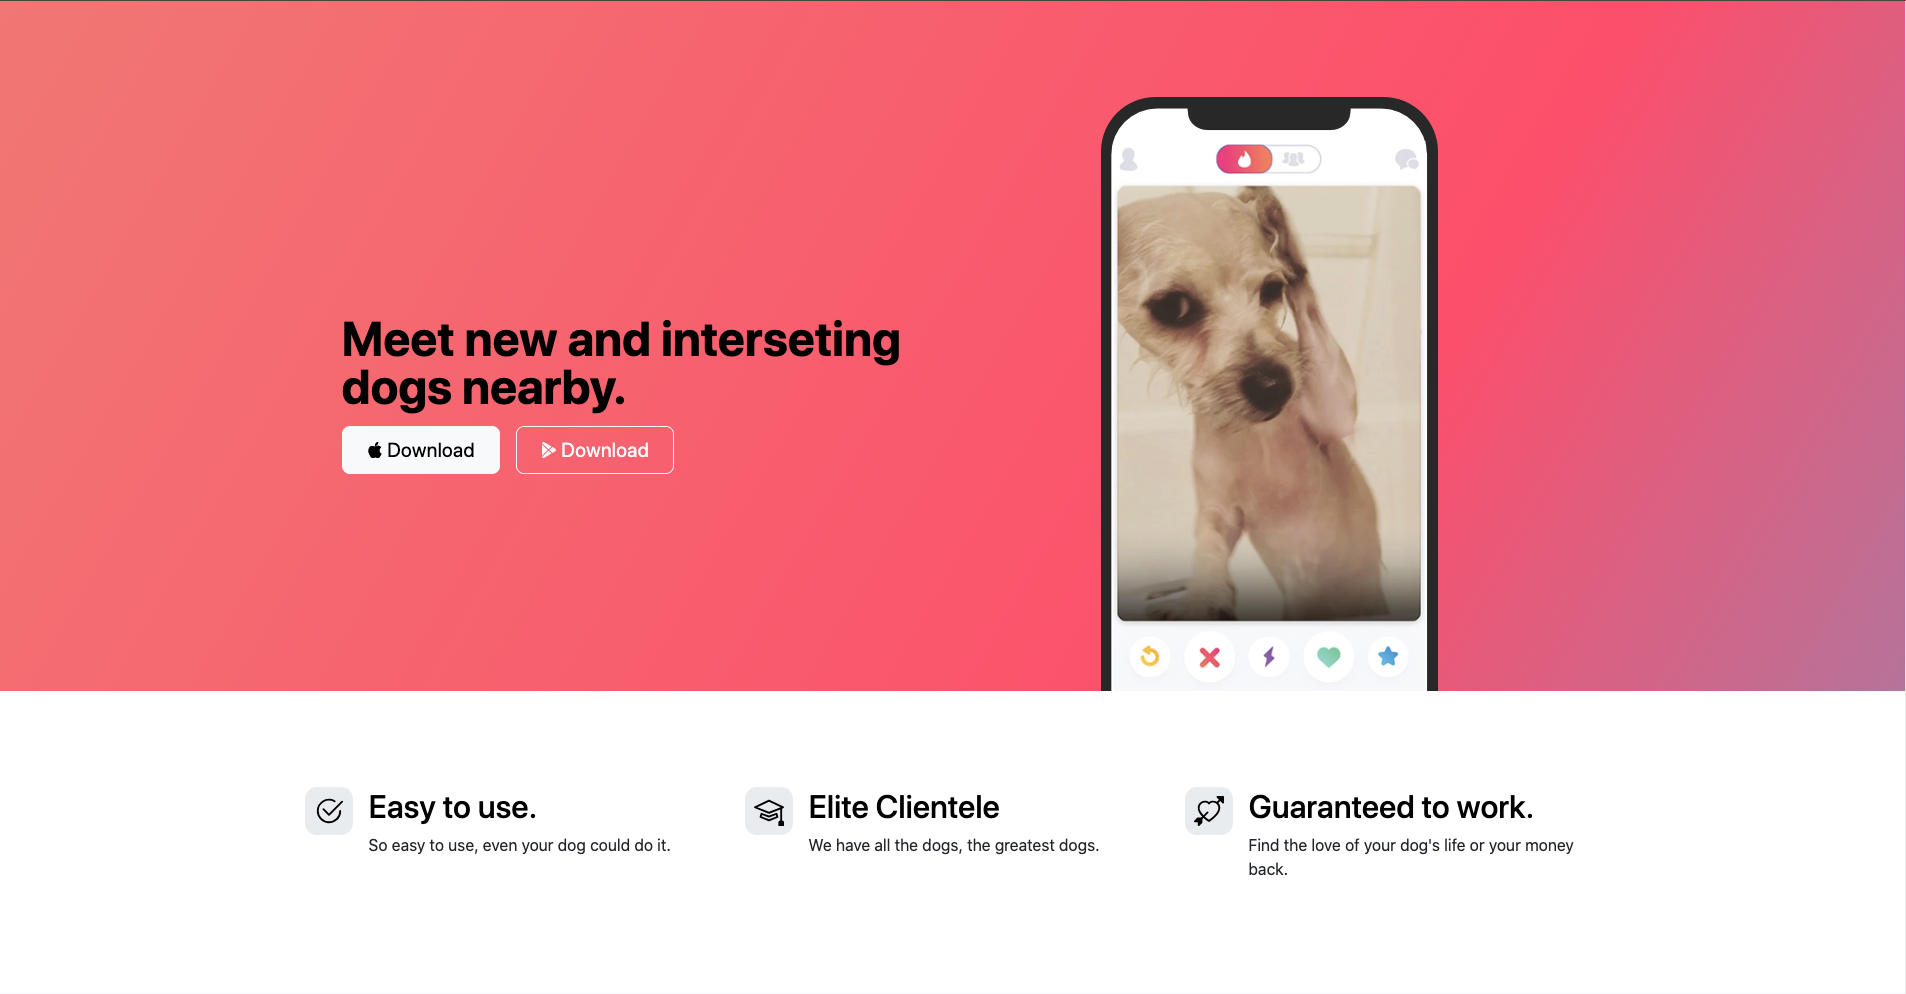 Meet new and interseting
dogs nearby.
Download
Download
Easy to use.
So easy to use, even your dog could do it.
Elite Clientele
We have all the dogs, the greatest dogs.
Guaranteed to work.
Find the love of your dog's life or your money
back.